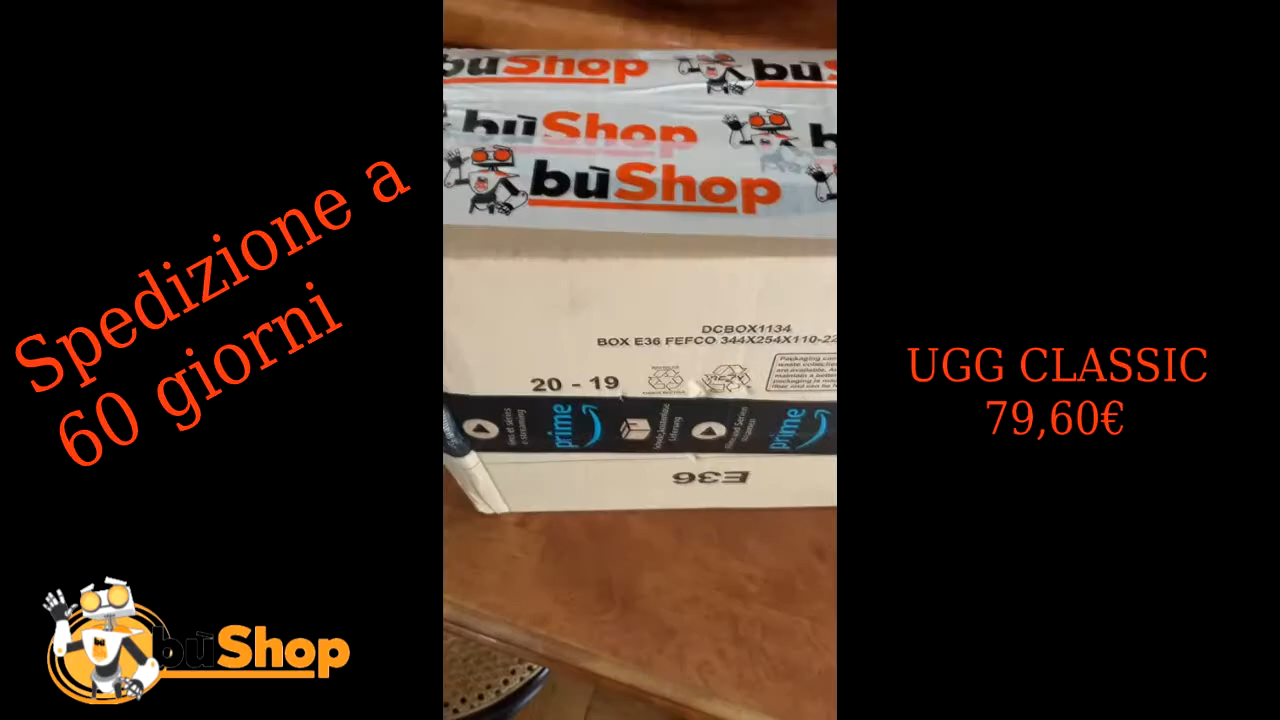 Spedizione a
60 giorni
bùShop
bùShop
bùShop
bù
DCBOX1134
BOX E36 FEFCO 344X254X110-22
20 - 19
prime
prime
E36
UGG CLASSIC
79,60€
bùShop